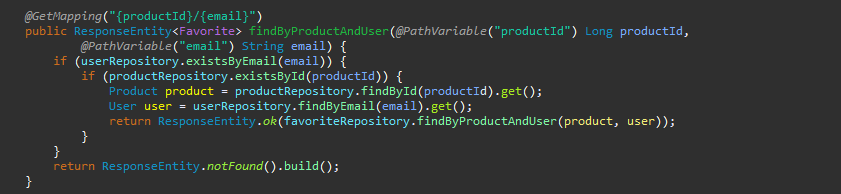 @GetMapping("{productId}/{email}")
public ResponseEntity<Favorite> findByProductAndUser(@PathVariable("productId") Long productId,
@PathVariable("email") String email) {
if (userRepository.existsByEmail(email)) {
if (productRepository.existsById(productId)) {
Product product = productRepository.findById(productId).get();
User user = userRepository.findByEmail(email).get();
return ResponseEntity.ok(favoriteRepository.findByProductAndUser(product, user));
}
}
return ResponseEntity.notFound().build();
}